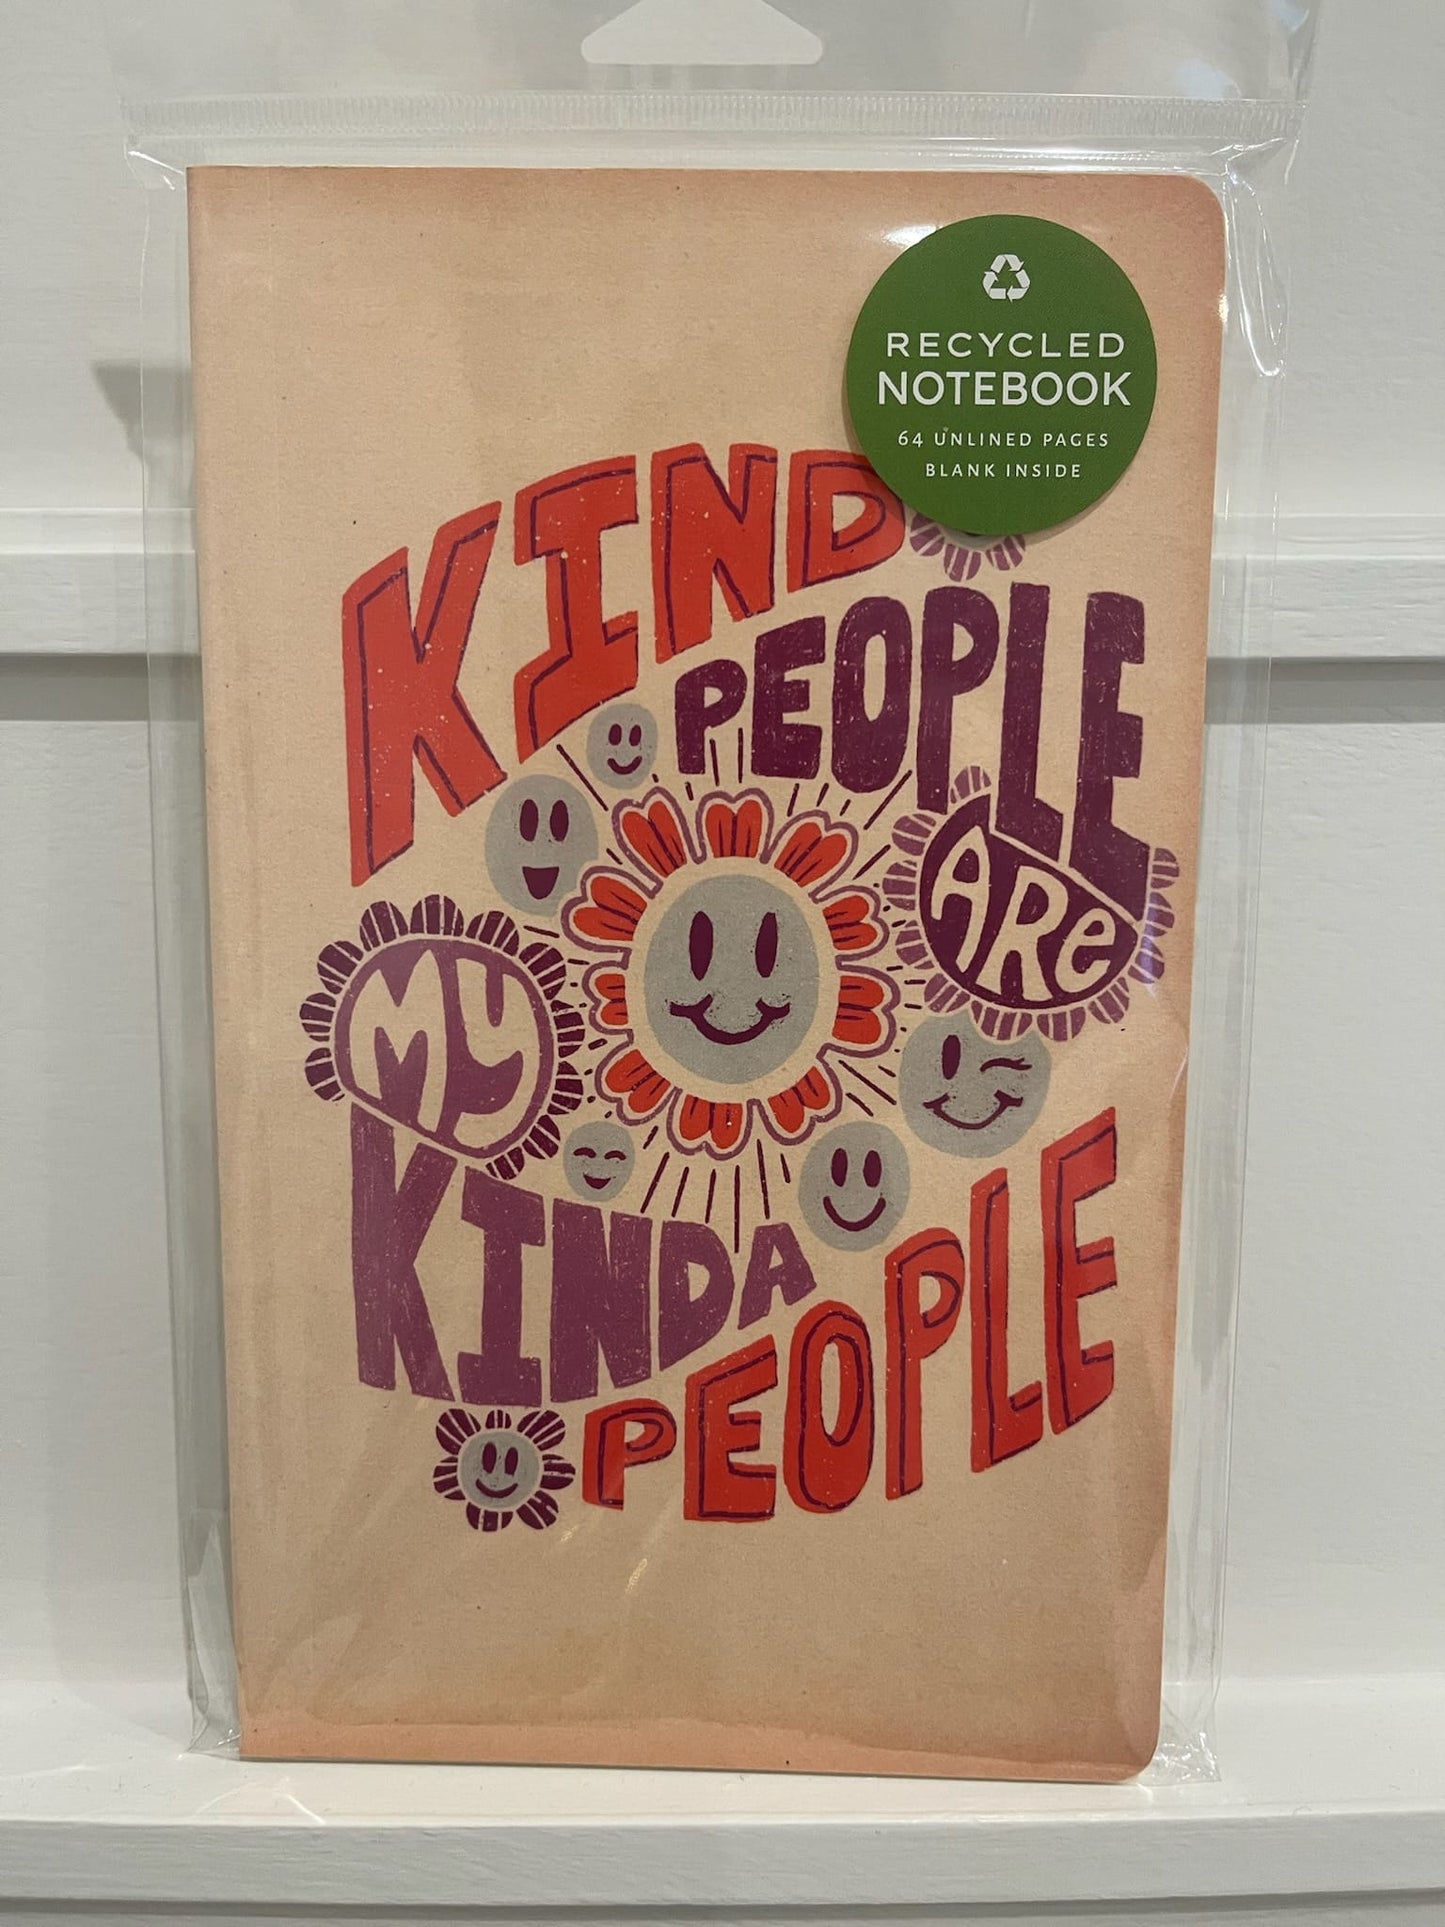 RECYCLED
NOTEBOOK
64 UNLINED PAGES
BLANK INSIDE
KIND
PEOPLE
ARe
MY
KINDA
PEOPLE